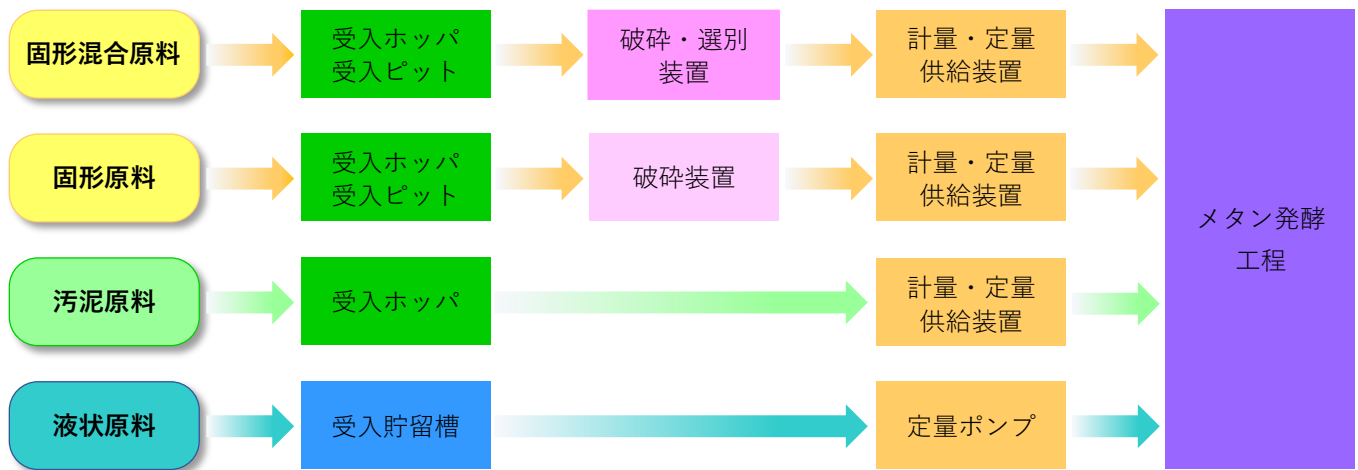 固形混合原料
受入ホッパ
受入ピット
破砕・選別
装置
計量・定量
供給装置
固形原料
受入ホッパ
受入ピット
破砕装置
計量・定量
供給装置
メタン発酵
工程
汚泥原料
受入ホッパ
計量・定量
供給装置
液状原料
受入貯留槽
定量ポンプ